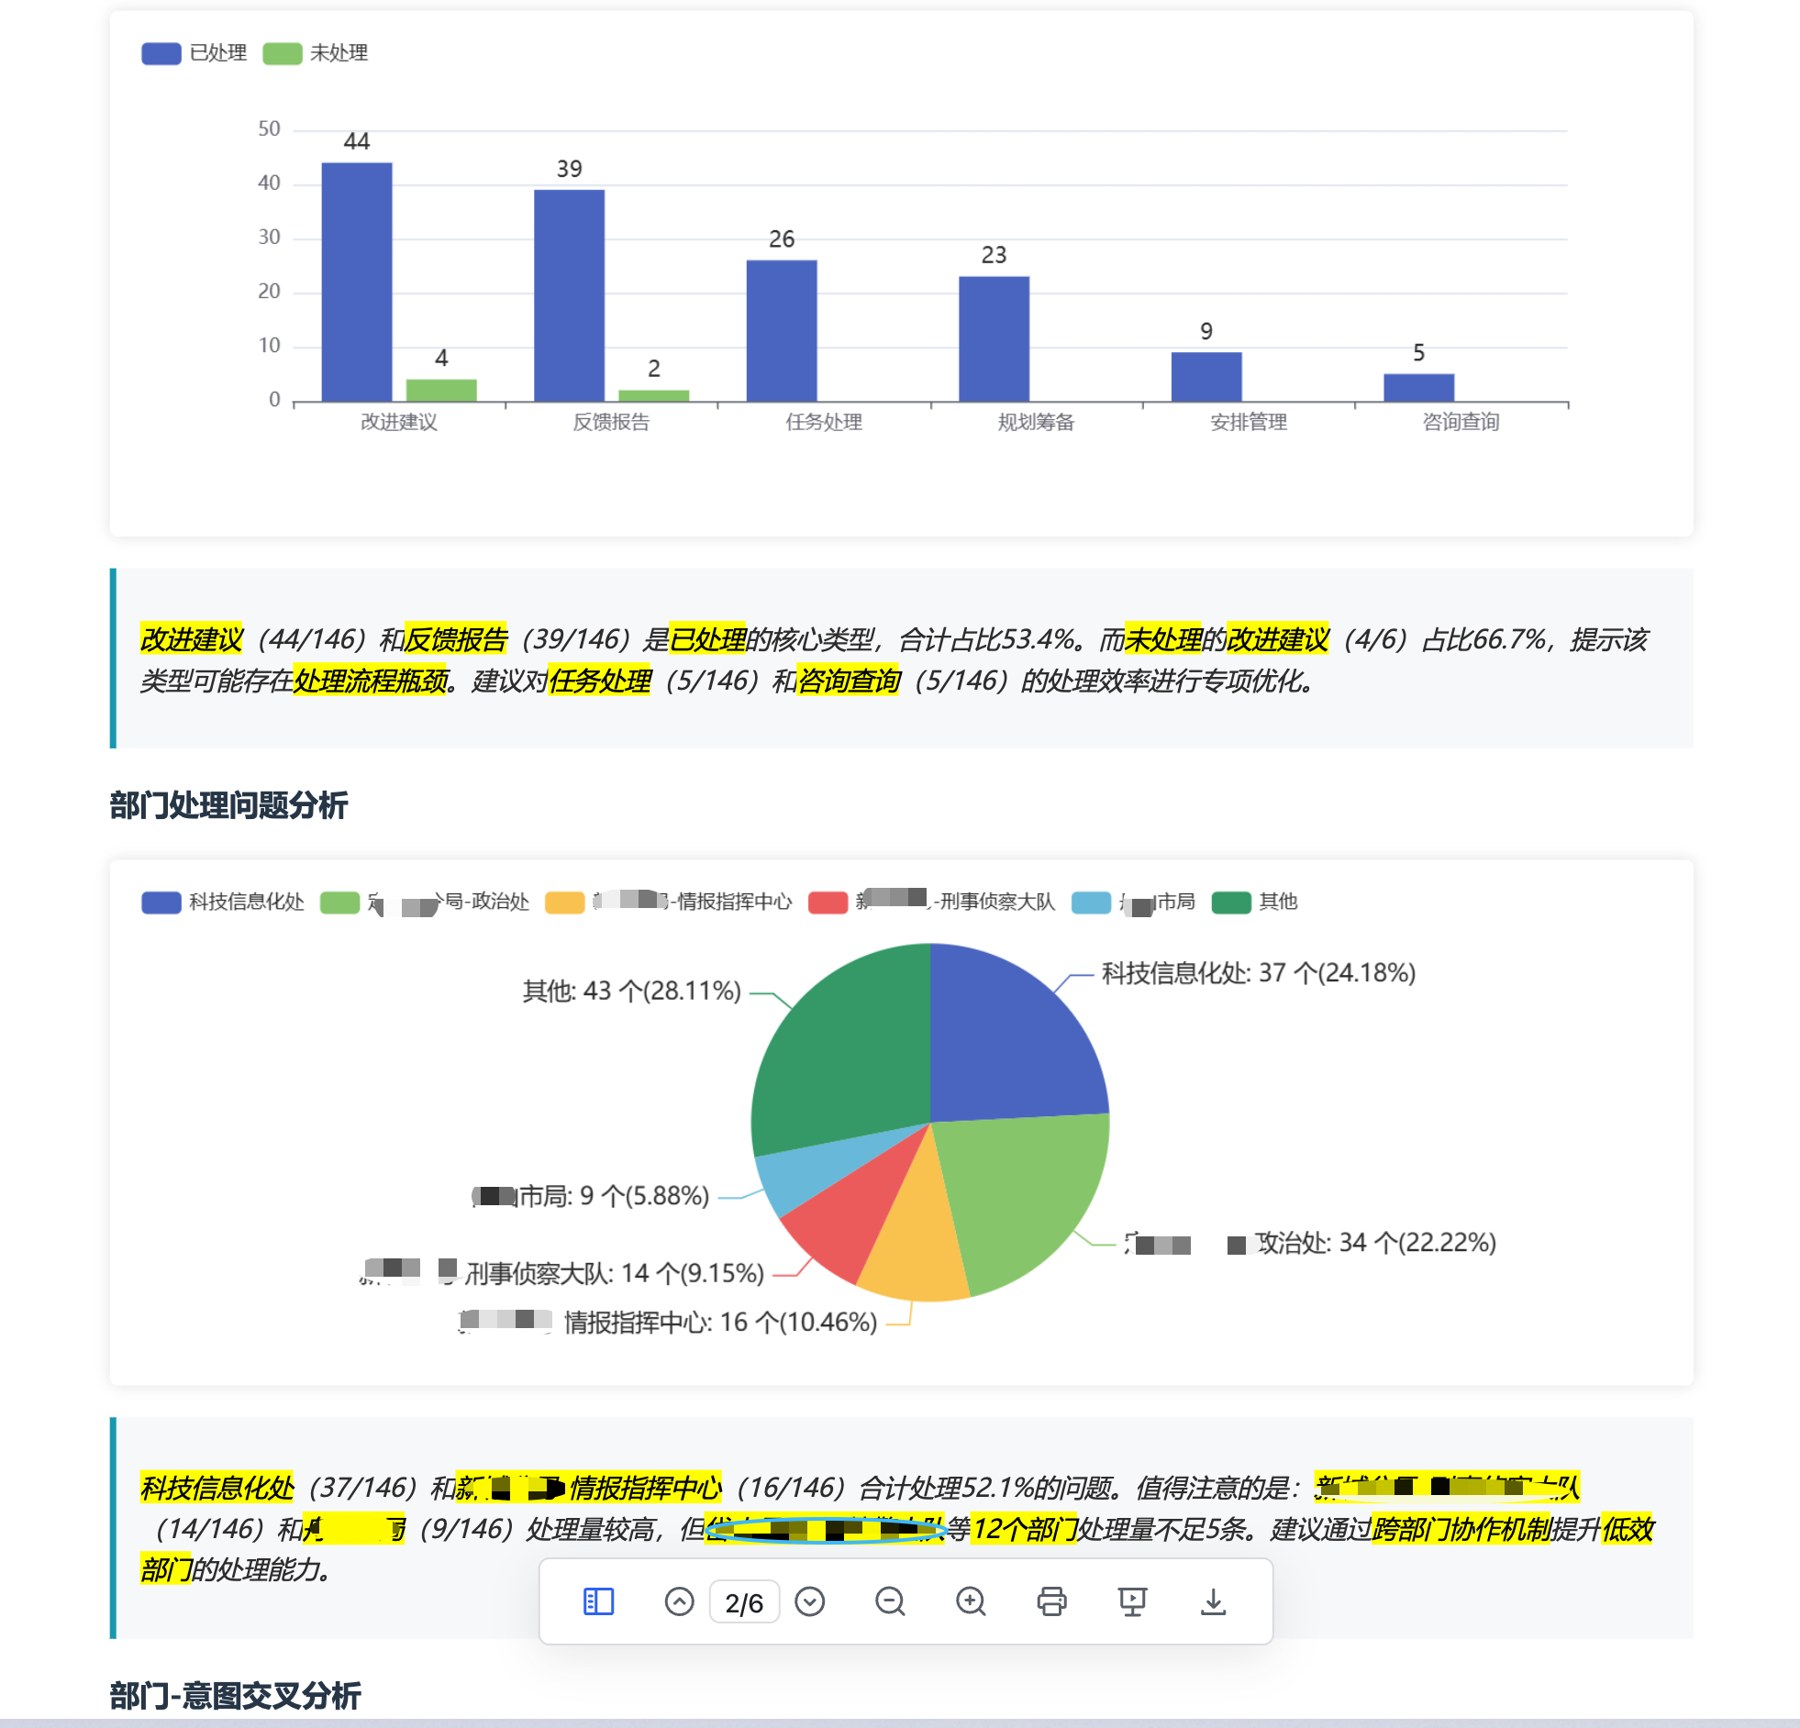 已处理 未处理
50
44
40
39
30
26
23
20
10
9
5
4
2
0
改进建议 反馈报告 任务处理 规划筹备 安排管理 咨询查询
改进建议（44/146）和反馈报告（39/146）是已处理的核心类型，合计占比53.4%。而未处理的改进建议（4/6）占比66.7%，提示该
类型可能存在处理流程瓶颈。建议对任务处理（5/146）和咨询查询（5/146）的处理效率进行专项优化。
部门处理问题分析
科技信息化处 局-政治处 -情报指挥中心 -刑事侦察大队 市局 其他
科技信息化处: 37 个(24.18%)
其他: 43 个(28.11%)
市局: 9 个(5.88%)
政治处: 34 个(22.22%)
刑事侦察大队: 14 个(9.15%)
情报指挥中心: 16 个(10.46%)
科技信息化处（37/146）和 情报指挥中心（16/146）合计处理52.1%的问题。值得注意的是：
（14/146）和 （9/146）处理量较高，但 等12个部门处理量不足5条。建议通过跨部门协作机制提升低效
部门的处理能力。
2/6
部门-意图交叉分析